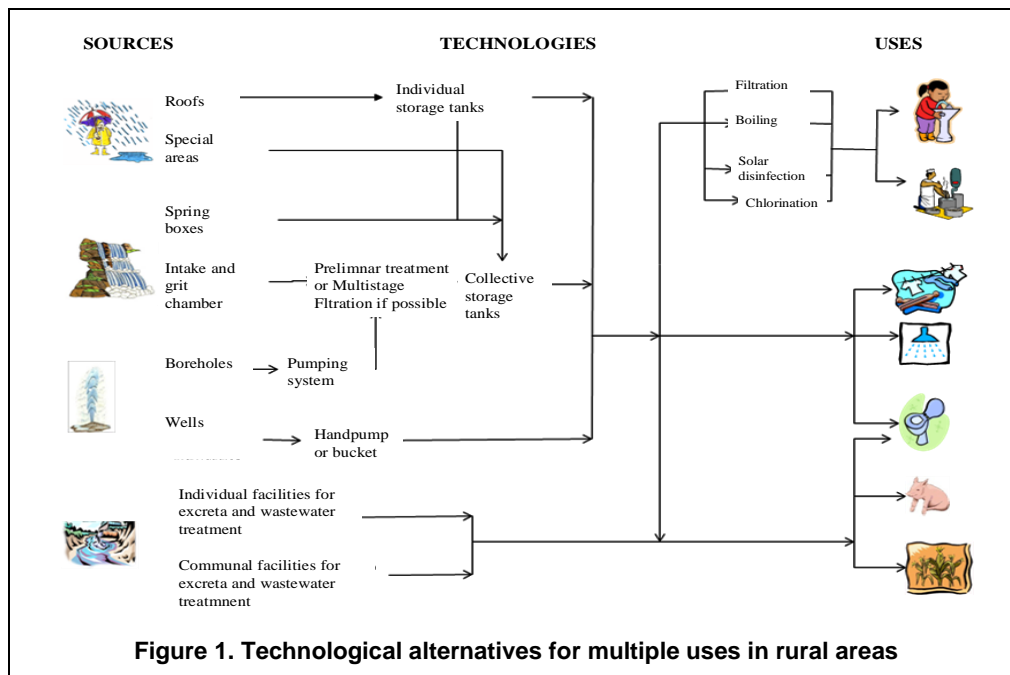 SOURCES
TECHNOLOGIES
USES
Roofs
Individual
storage tanks
Filtration
Special
areas
Boiling
Solar
disinfection
Chlorination
Spring
boxes
Intake and
grit
chamber
Prelimnar treatment
or Multistage
Fltration if possible
Collective
storage
tanks
Boreholes
Pumping
system
Wells
Handpump
or bucket
Individual facilities for
excreta and wastewater
treatment
Communal facilities for
excreta and wastewater
treatmnent
Figure 1. Technological alternatives for multiple uses in rural areas